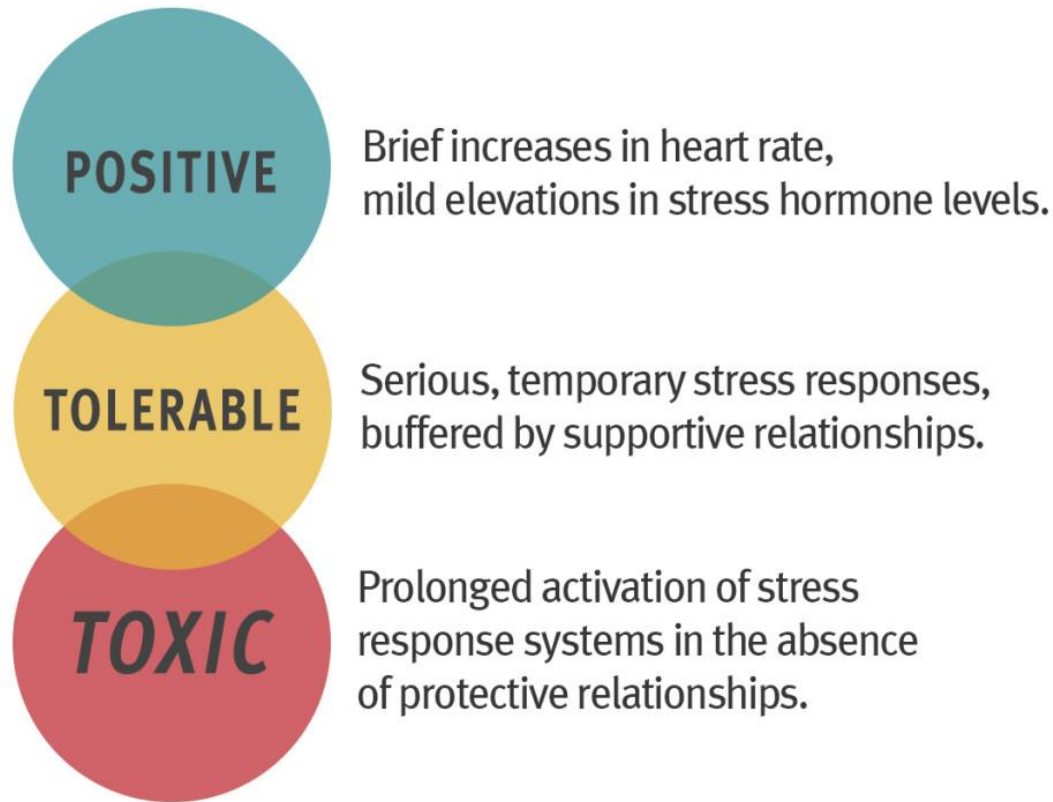 POSITIVE
Brief increases in heart rate,
mild elevations in stress hormone levels.
TOLERABLE
Serious, temporary stress responses,
buffered by supportive relationships.
TOXIC
Prolonged activation of stress
response systems in the absence
of protective relationships.